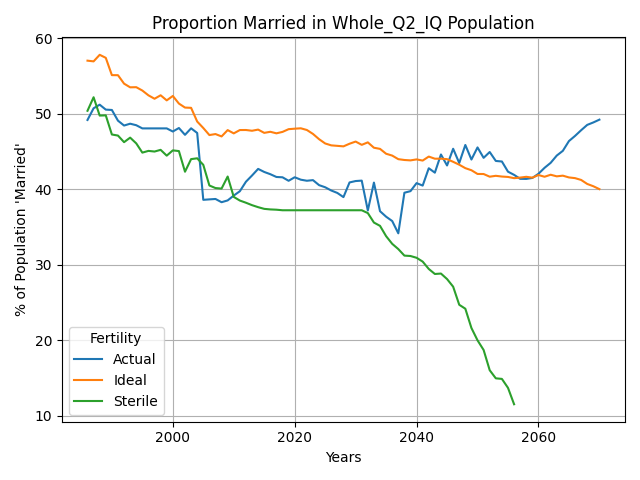 Proportion Married in Whole_Q2_IQ Population
% of Population 'Married'
60
50
40
30
20
10
Fertility
Actual
Ideal
Sterile
2000
2020
2040
2060
Years